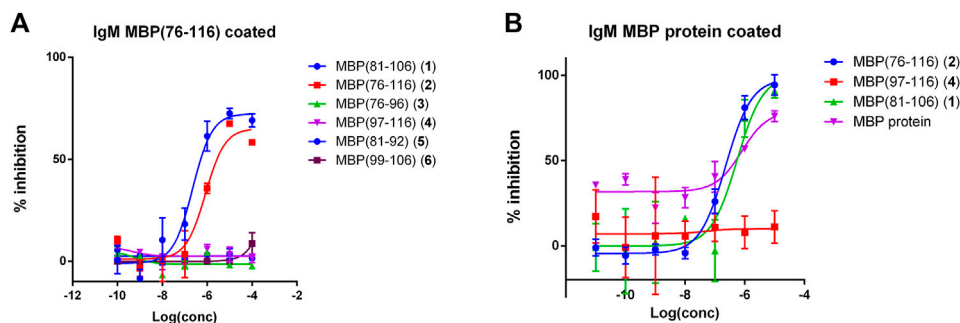 A
IgM MBP(76-116) coated
% inhibition
100
50
0
-12
-10
-8
-6
-4
-2
Log(conc)
MBP(81-106) (1)
MBP(76-116) (2)
MBP(76-96) (3)
MBP(97-116) (4)
MBP(81-92) (5)
MBP(99-106) (6)
B
IgM MBP protein coated
% inhibition
100
50
0
-10
-8
-6
-4
Log(conc)
MBP(76-116) (2)
MBP(97-116) (4)
MBP(81-106) (1)
MBP protein